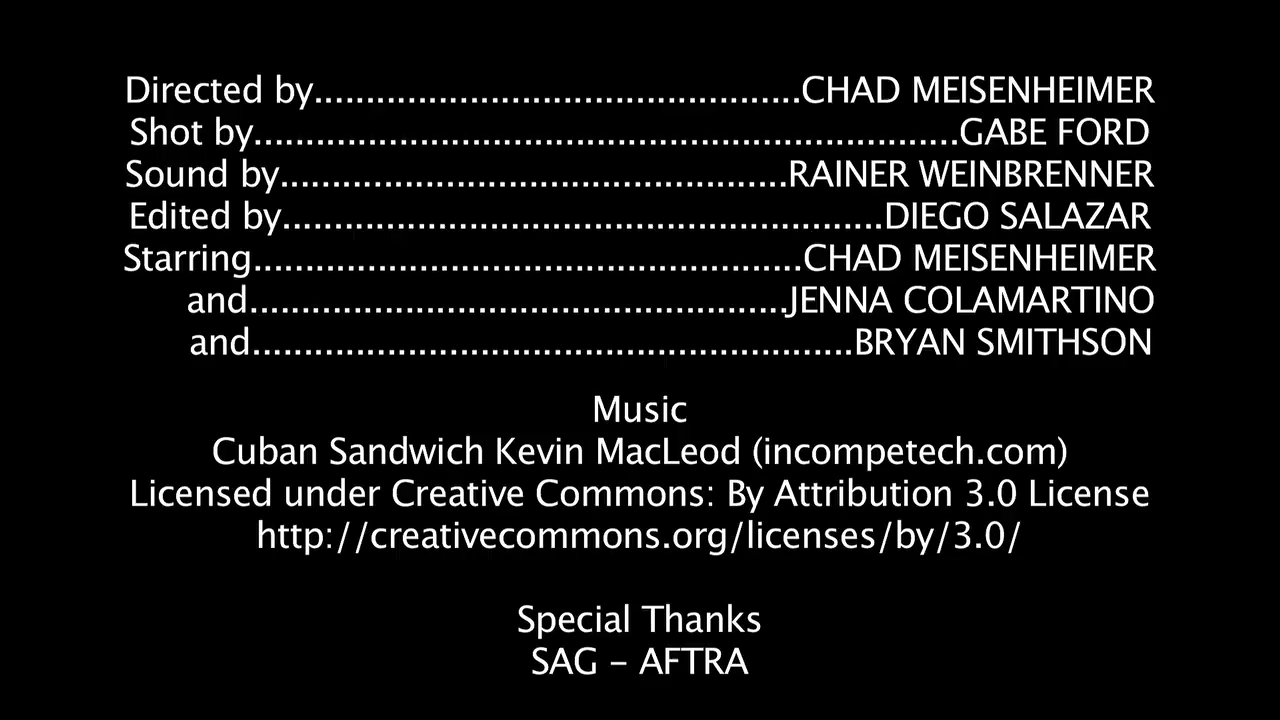 Directed by...............................................CHAD MEISENHEIMER
Shot by....................................................................GABE FORD
Sound by.................................................RAINER WEINBRENNER
Edited by..........................................................DIEGO SALAZAR
Starring.....................................................CHAD MEISENHEIMER
and....................................................JENNA COLAMARTINO
and..........................................................BRYAN SMITHSON
Music
Cuban Sandwich Kevin MacLeod (incompetech.com)
Licensed under Creative Commons: By Attribution 3.0 License
http://creativecommons.org/licenses/by/3.0/
Special Thanks
SAG – AFTRA